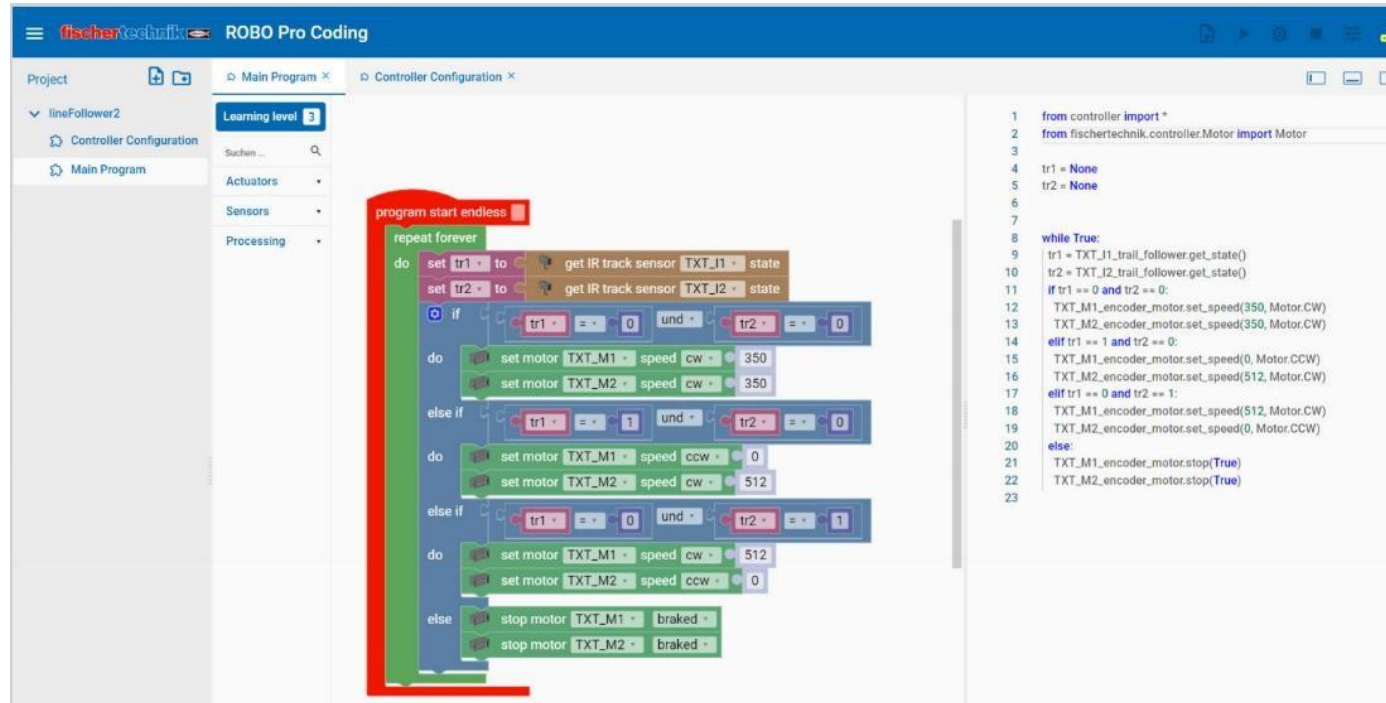 fischertechnik ROBO Pro Coding
Project
Main Program ×
Controller Configuration ×
lineFollower2
Controller Configuration
Main Program
Learning level 3
Suchen ...
Actuators
Sensors
Processing
program start endless
repeat forever
do set tr1 to get IR track sensor TXT_I1 state
set tr2 to get IR track sensor TXT_I2 state
if tr1 = 0 und tr2 = 0
do set motor TXT_M1 speed cw 350
set motor TXT_M2 speed cw 350
else if tr1 = 1 und tr2 = 0
do set motor TXT_M1 speed ccw 0
set motor TXT_M2 speed cw 512
else if tr1 = 0 und tr2 = 1
do set motor TXT_M1 speed cw 512
set motor TXT_M2 speed ccw 0
else stop motor TXT_M1 braked
stop motor TXT_M2 braked
1 from controller import *
2 from fischertechnik.controller.Motor import Motor
3
4 tr1 = None
5 tr2 = None
6
7
8 while True:
9 tr1 = TXT_I1_trail_follower.get_state()
10 tr2 = TXT_I2_trail_follower.get_state()
11 if tr1 == 0 and tr2 == 0:
12 TXT_M1_encoder_motor.set_speed(350, Motor.CW)
13 TXT_M2_encoder_motor.set_speed(350, Motor.CW)
14 elif tr1 == 1 and tr2 == 0:
15 TXT_M1_encoder_motor.set_speed(0, Motor.CCW)
16 TXT_M2_encoder_motor.set_speed(512, Motor.CW)
17 elif tr1 == 0 and tr2 == 1:
18 TXT_M1_encoder_motor.set_speed(512, Motor.CW)
19 TXT_M2_encoder_motor.set_speed(0, Motor.CCW)
20 else:
21 TXT_M1_encoder_motor.stop(True)
22 TXT_M2_encoder_motor.stop(True)
23